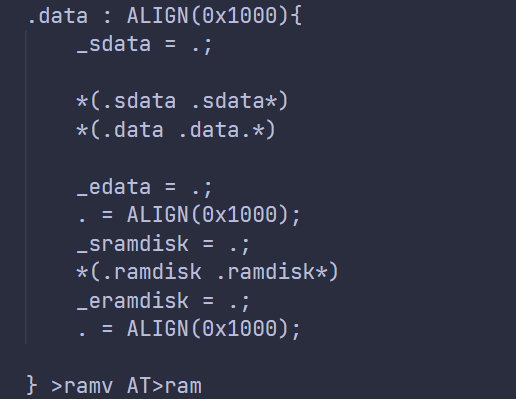 .data : ALIGN(0x1000){
_sdata = .;
*(.sdata .sdata*)
*(.data .data.*)
_edata = .;
. = ALIGN(0x1000);
_sramdisk = .;
*(.ramdisk .ramdisk*)
_eramdisk = .;
. = ALIGN(0x1000);
} >ramv AT>ram